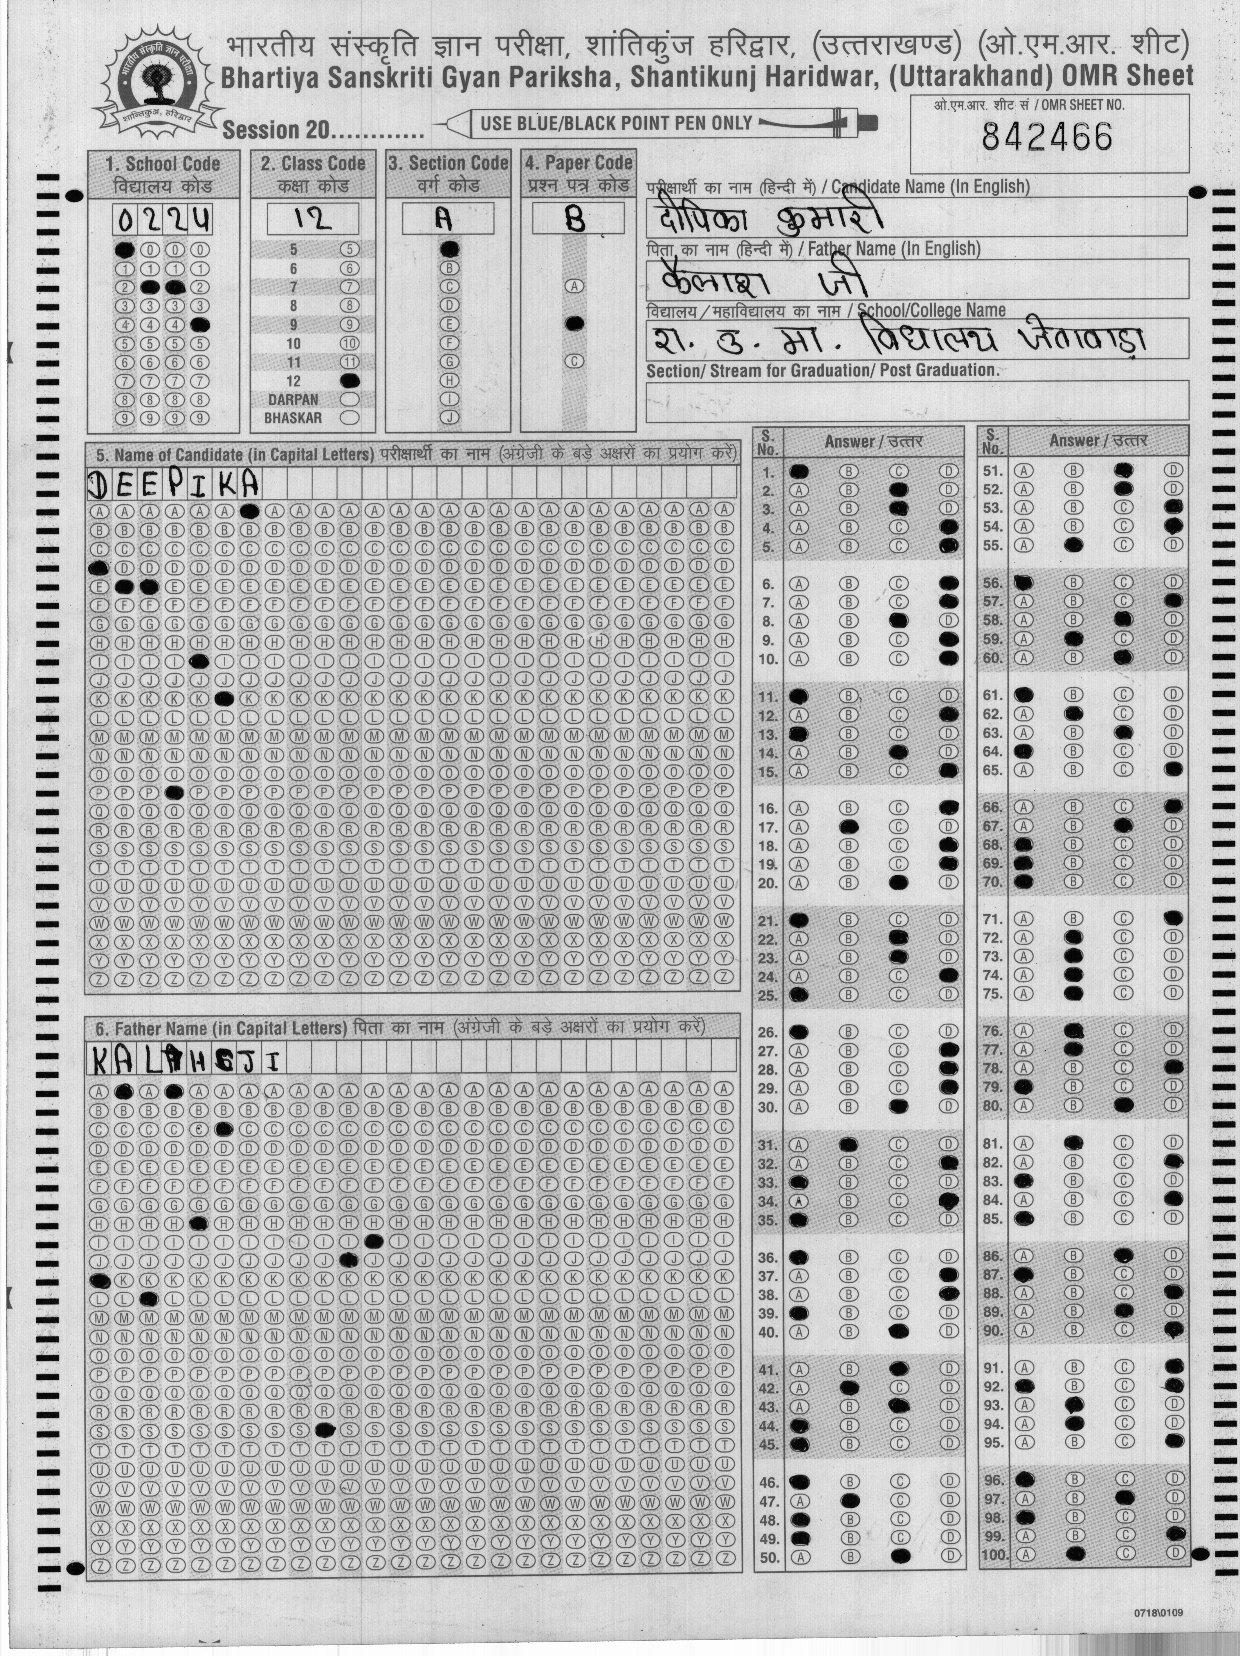 भारतीय संस्कृति ज्ञान परीक्षा, शांतिकुंज हरिद्वार, (उत्तराखण्ड) (ओ.एम.आर. शीट)
Bhartiya Sanskriti Gyan Pariksha, Shantikunj Haridwar, (Uttarakhand) OMR Sheet
Session 20............
USE BLUE/BLACK POINT PEN ONLY
ओ.एम.आर. शीट सं / OMR SHEET NO.
842466
1. School Code
विद्यालय कोड
0224
2. Class Code
कक्षा कोड
12
5
6
7
8
9
10
11
12
DARPAN
BHASKAR
3. Section Code
वर्ग कोड
A
4. Paper Code
प्रश्न पत्र कोड
B
परीक्षार्थी का नाम (हिन्दी में) / Candidate Name (In English)
दीपिका कुमारी
पिता का नाम (हिन्दी में) / Father Name (In English)
कैलाश जी
विद्यालय / महाविद्यालय का नाम / School/College Name
रा. उ. मा. विद्यालय जेतावाड़ा
Section/ Stream for Graduation/ Post Graduation.
5. Name of Candidate (in Capital Letters) परीक्षार्थी का नाम (अंग्रेजी के बड़े अक्षरों का प्रयोग करें)
DEEPIKA
6. Father Name (in Capital Letters) पिता का नाम (अंग्रेजी के बड़े अक्षरों का प्रयोग करें)
S. No. Answer / उत्तर
S. No. Answer / उत्तर
0718\0109